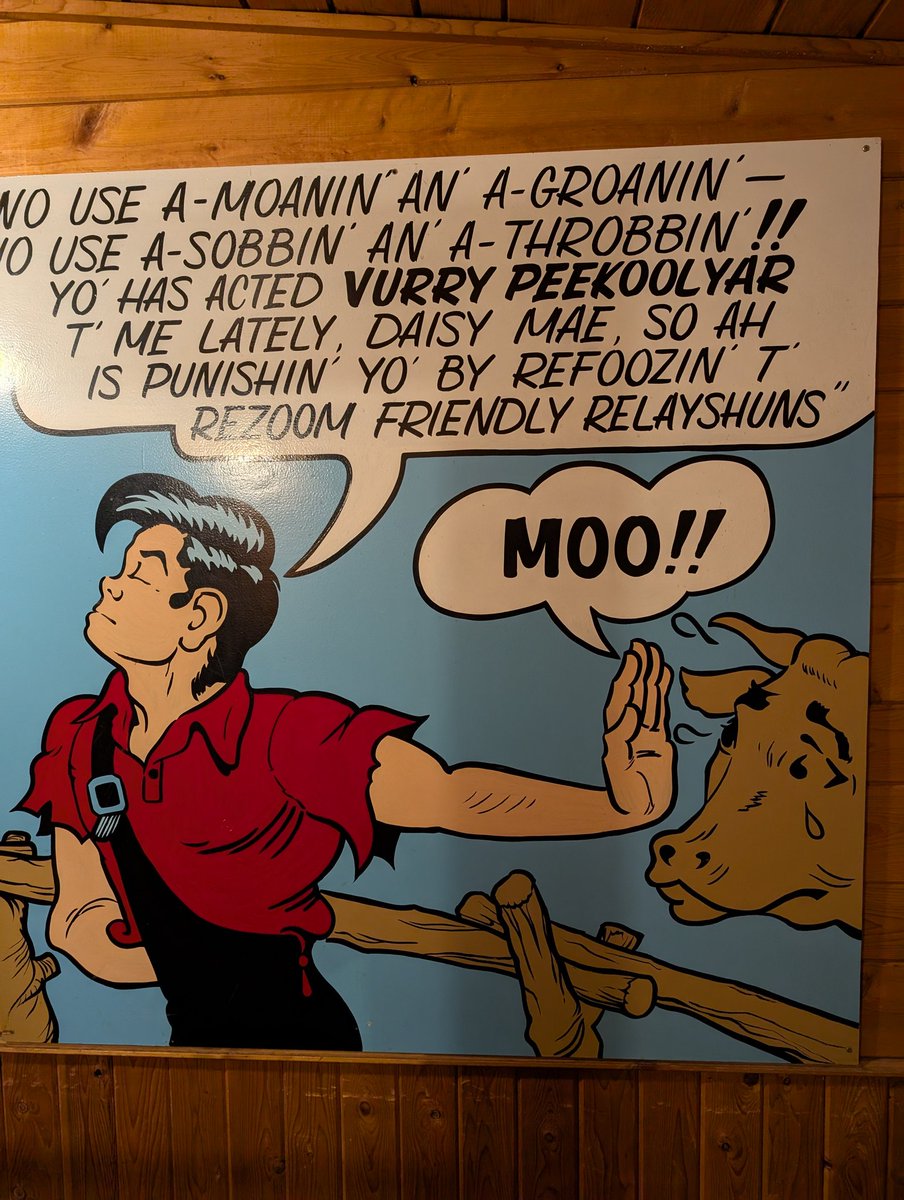 NO USE A-MOANIN' AN' A-GROANIN' —
NO USE A-SOBBIN' AN' A-THROBBIN'!!
YO' HAS ACTED VURRY PEEKOOLYAR
T' ME LATELY, DAISY MAE, SO AH
IS PUNISHIN' YO' BY REFOOZIN' T'
REZOOM FRIENDLY RELAYSHUNS"
MOO!!